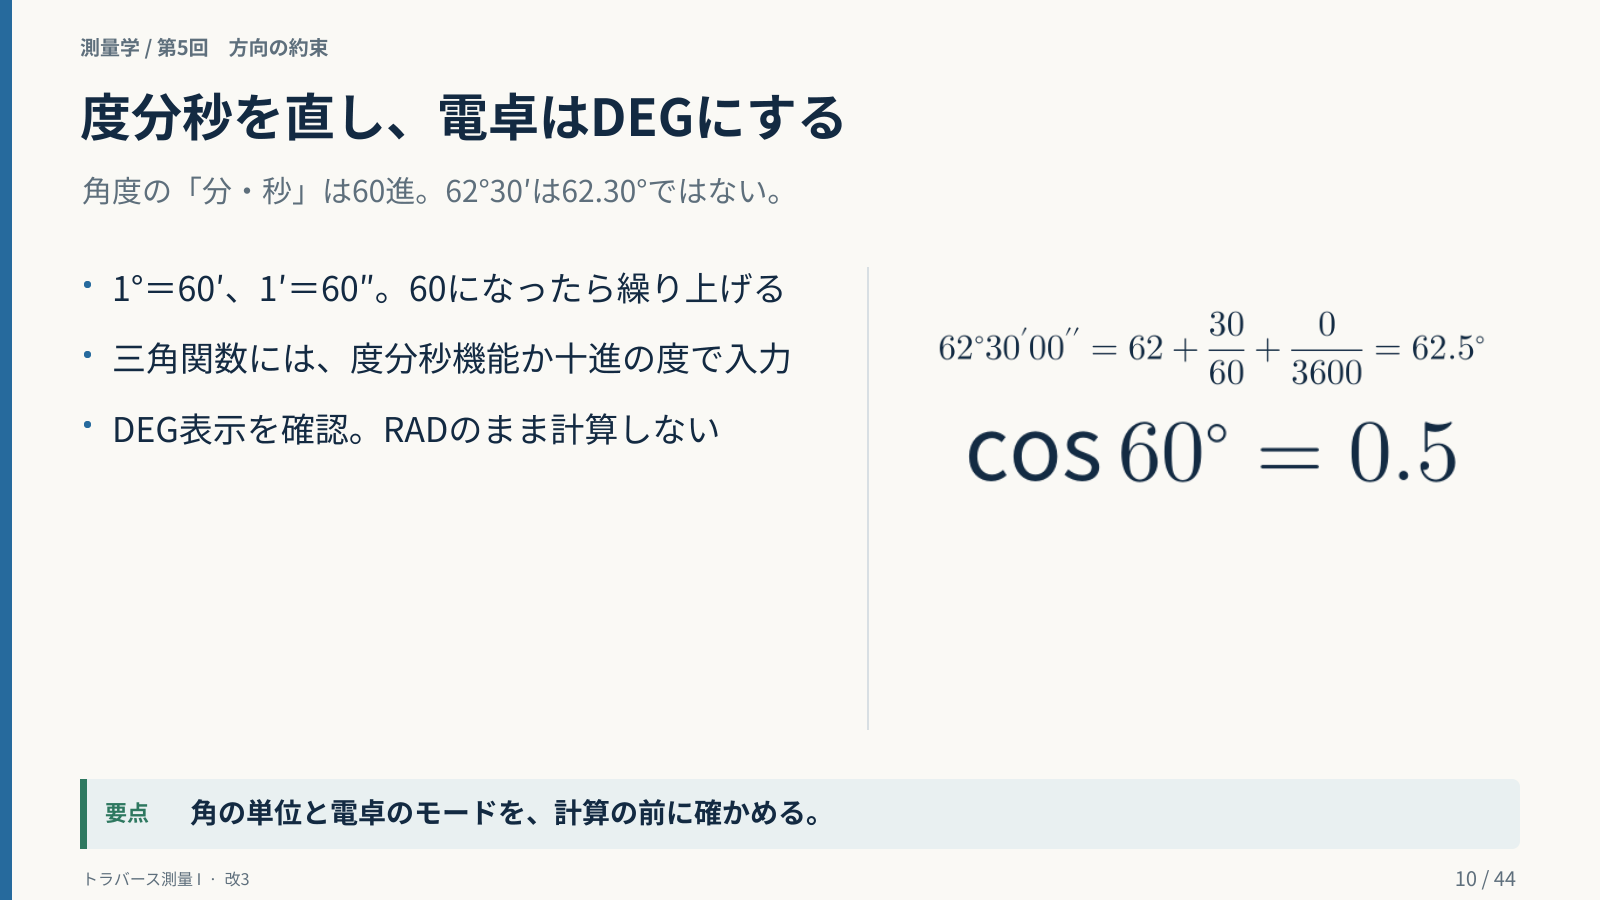 測量学 / 第5回　方向の約束
度分秒を直し、電卓はDEGにする
角度の「分・秒」は60進。62°30′は62.30°ではない。
・1°＝60′、1′＝60″。60になったら繰り上げる
・三角関数には、度分秒機能か十進の度で入力
・DEG表示を確認。RADのまま計算しない
62°30′00″ = 62 + 30/60 + 0/3600 = 62.5°
cos 60° = 0.5
要点　角の単位と電卓のモードを、計算の前に確かめる。
トラバース測量 I · 改3
10 / 44